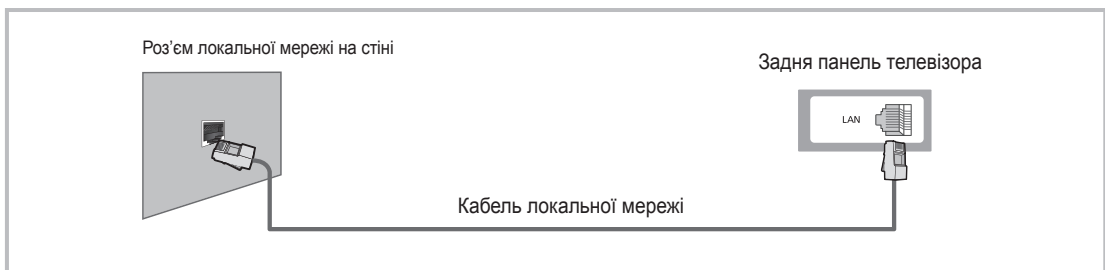 Роз’єм локальної мережі на стіні
Задня панель телевізора
LAN
Кабель локальної мережі